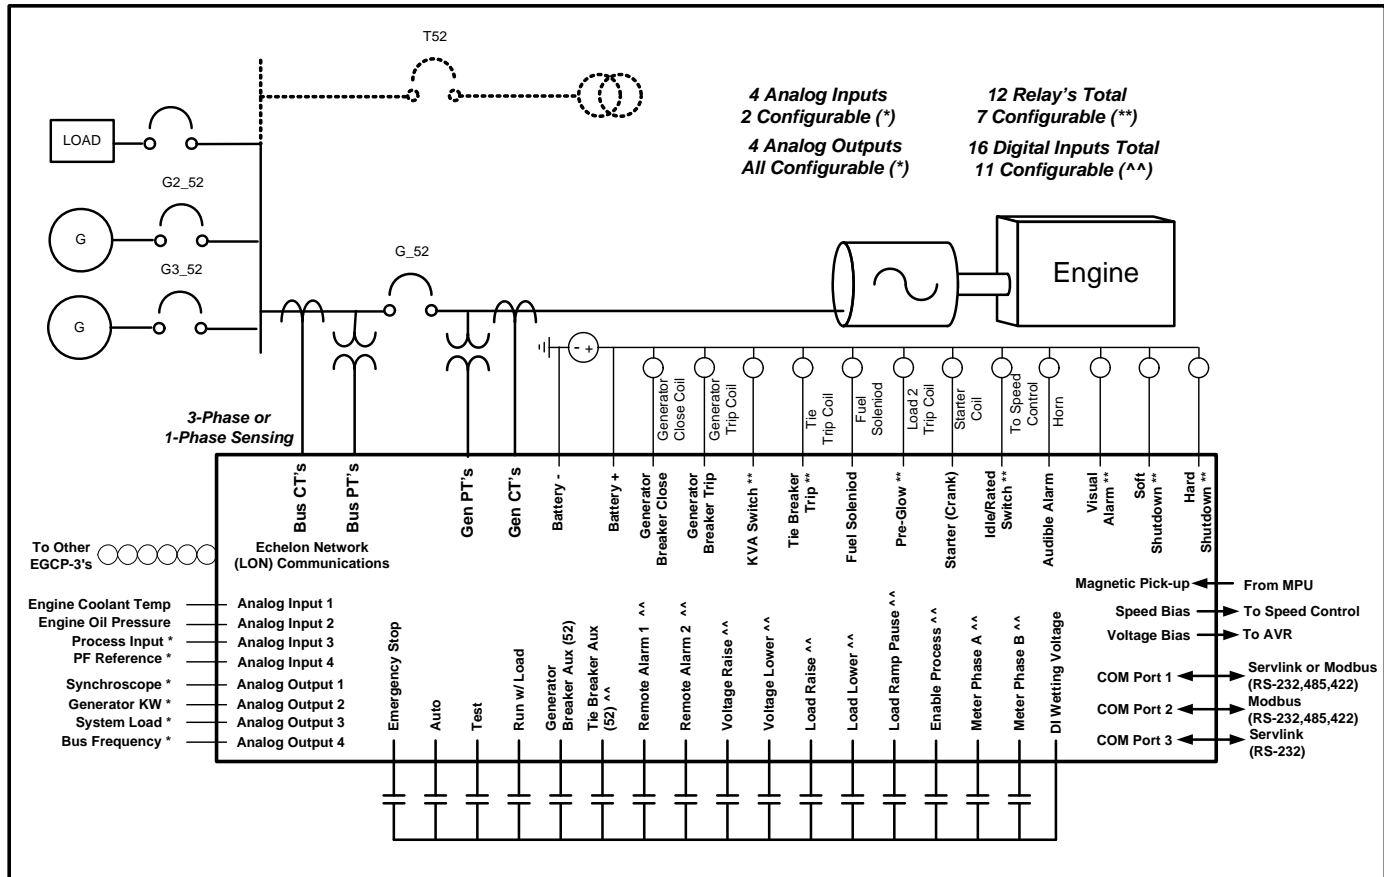 T52
4 Analog Inputs
2 Configurable (*)
12 Relay's Total
7 Configurable (**)
4 Analog Outputs
All Configurable (*)
16 Digital Inputs Total
11 Configurable (^^)
LOAD
G2_52
G
G3_52
G
G_52
Engine
- +
3-Phase or
1-Phase Sensing
Generator
Close Coil
Generator
Trip Coil
Tie
Trip Coil
Fuel
Soleniod
Load 2
Trip Coil
Starter
Coil
To Speed
Control
Horn
Bus CT's
Bus PT's
Gen PT's
Gen CT's
Battery -
Battery +
Generator
Breaker Close
Generator
Breaker Trip
KVA Switch **
Tie Breaker
Trip **
Fuel Soleniod
Pre-Glow **
Starter (Crank)
Idle/Rated
Switch **
Audible Alarm
Visual
Alarm **
Soft
Shutdown **
Hard
Shutdown **
To Other
EGCP-3's
Echelon Network
(LON) Communications
Engine Coolant Temp
Analog Input 1
Engine Oil Pressure
Analog Input 2
Process Input *
Analog Input 3
PF Reference *
Analog Input 4
Synchroscope *
Analog Output 1
Generator KW *
Analog Output 2
System Load *
Analog Output 3
Bus Frequency *
Analog Output 4
Emergency Stop
Auto
Test
Run w/ Load
Generator
Breaker Aux (52)
Tie Breaker Aux
(52) ^^
Remote Alarm 1 ^^
Remote Alarm 2 ^^
Voltage Raise ^^
Voltage Lower ^^
Load Raise ^^
Load Lower ^^
Load Ramp Pause ^^
Enable Process ^^
Meter Phase A ^^
Meter Phase B ^^
DI Wetting Voltage
Magnetic Pick-up
From MPU
Speed Bias
To Speed Control
Voltage Bias
To AVR
COM Port 1
Servlink or Modbus
(RS-232,485,422)
COM Port 2
Modbus
(RS-232,485,422)
COM Port 3
Servlink
(RS-232)